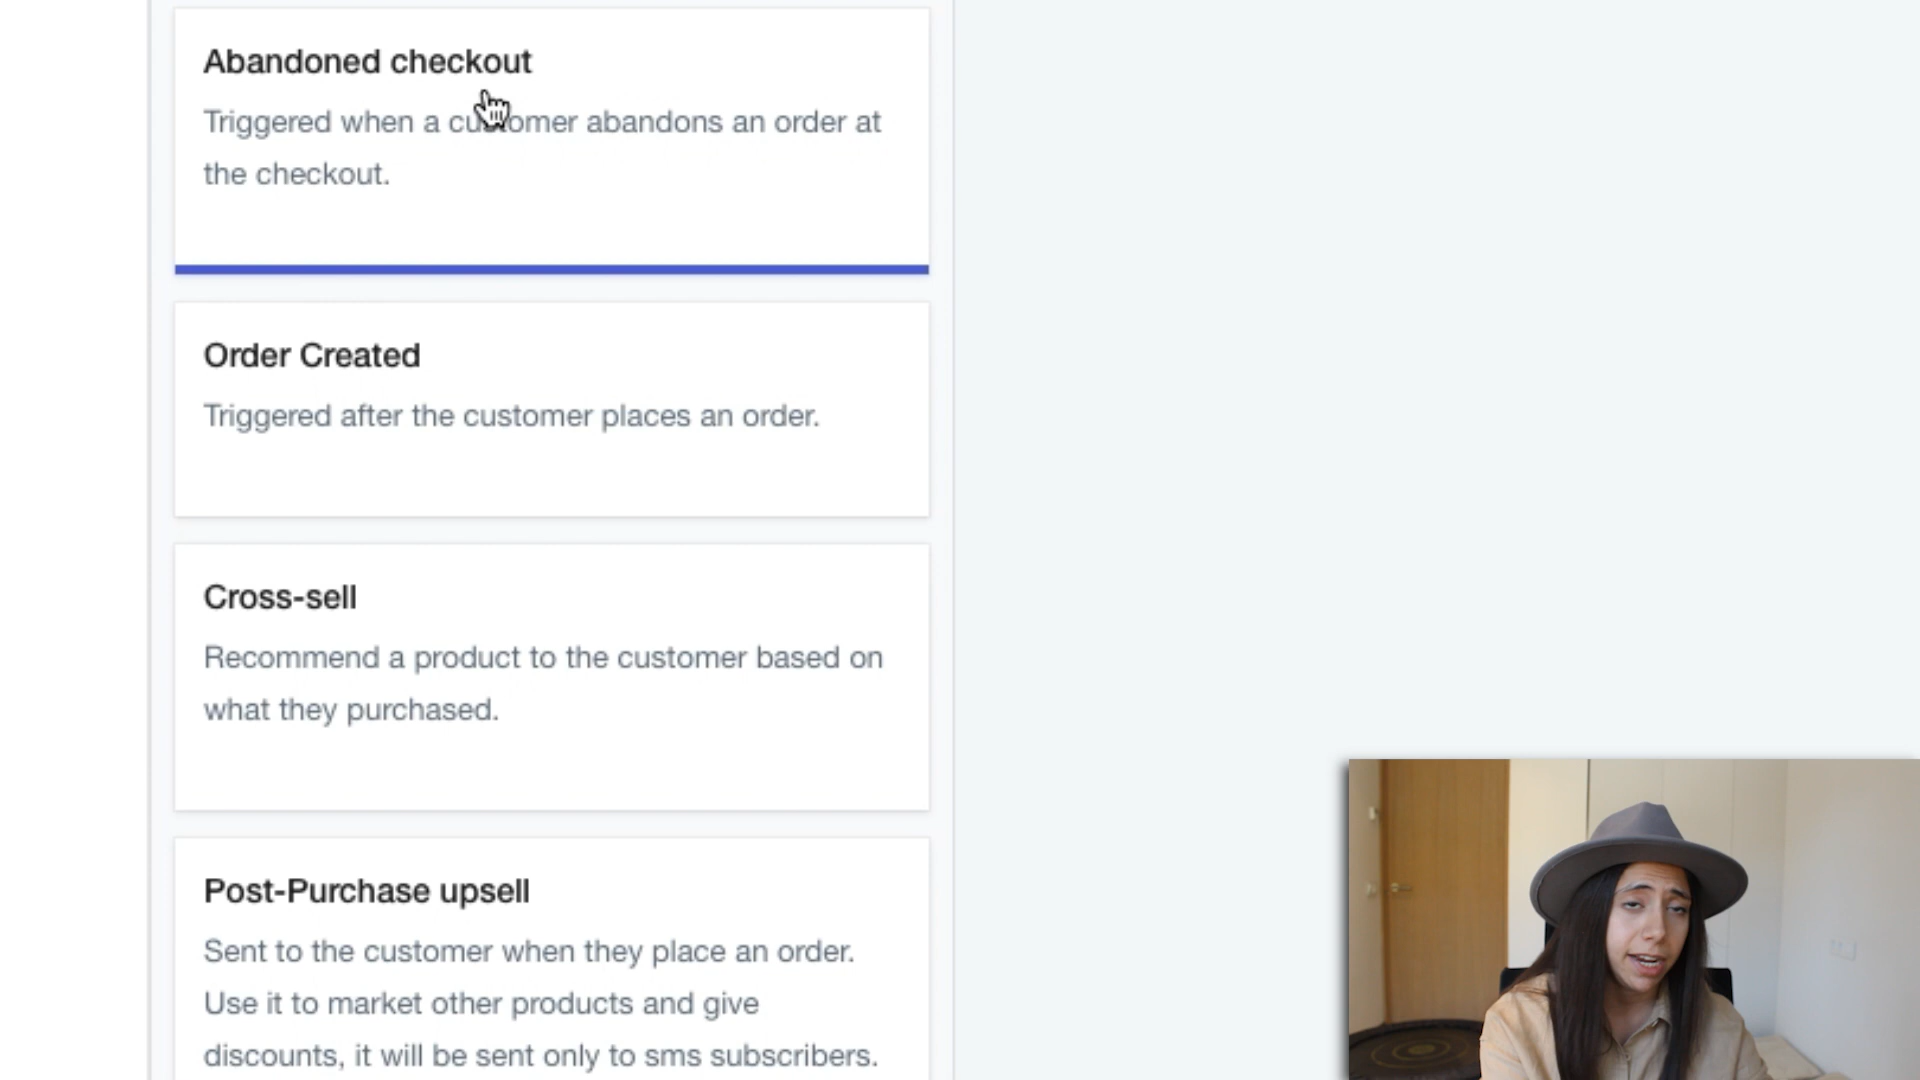 Abandoned checkout
Triggered when a customer abandons an order at
the checkout.
Order Created
Triggered after the customer places an order.
Cross-sell
Recommend a product to the customer based on
what they purchased.
Post-Purchase upsell
Sent to the customer when they place an order.
Use it to market other products and give
discounts, it will be sent only to sms subscribers.